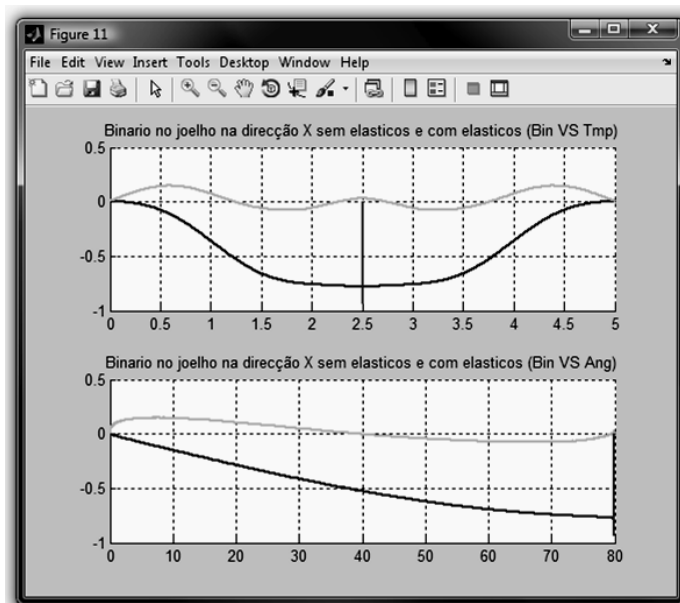 Figure 11
File Edit View Insert Tools Desktop Window Help
Binario no joelho na direcção X sem elasticos e com elasticos (Bin VS Tmp)
0.5
0
-0.5
-1
0 0.5 1 1.5 2 2.5 3 3.5 4 4.5 5
Binario no joelho na direcção X sem elasticos e com elasticos (Bin VS Ang)
0.5
0
-0.5
-1
0 10 20 30 40 50 60 70 80